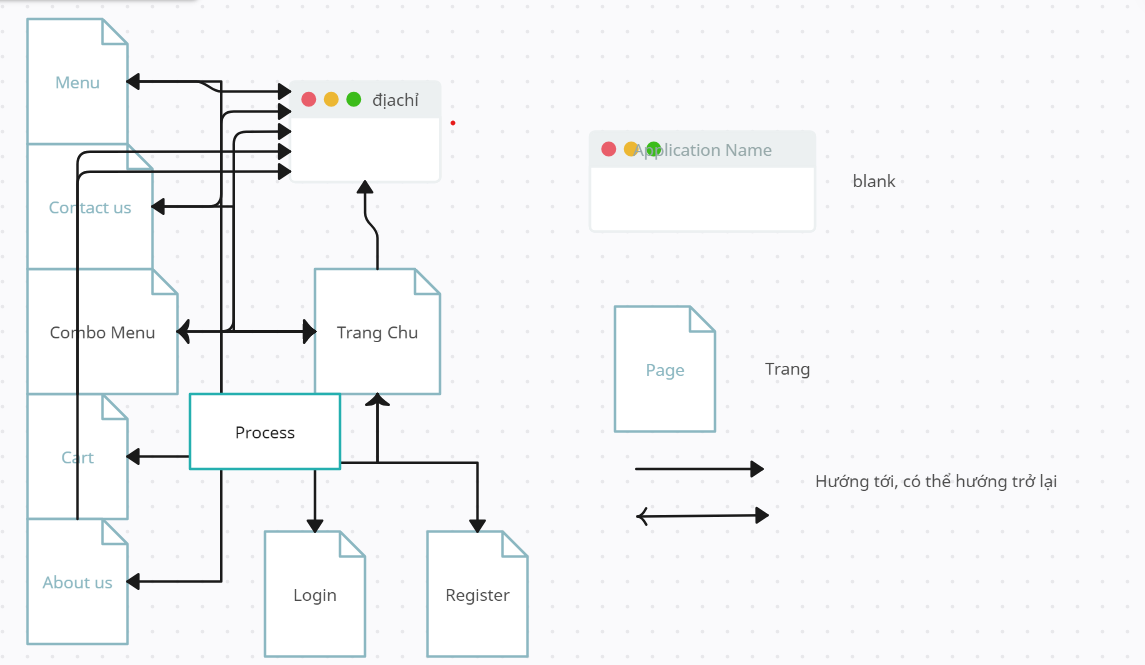 Menu
địachỉ
Application Name
blank
Contact us
Combo Menu
Trang Chu
Page
Trang
Process
Cart
Hướng tới, có thể hướng trở lại
About us
Login
Register